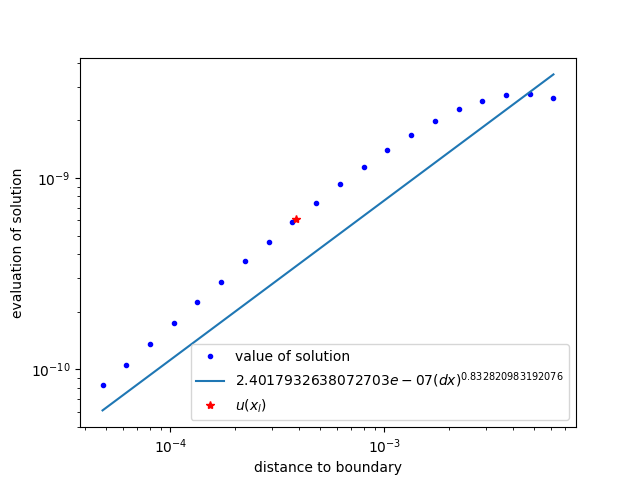 evaluation of solution
10⁻⁹
10⁻¹⁰
value of solution
2.4017932638072703e − 07(dx)^0.832820983192076
u(x_l)
10⁻⁴
10⁻³
distance to boundary